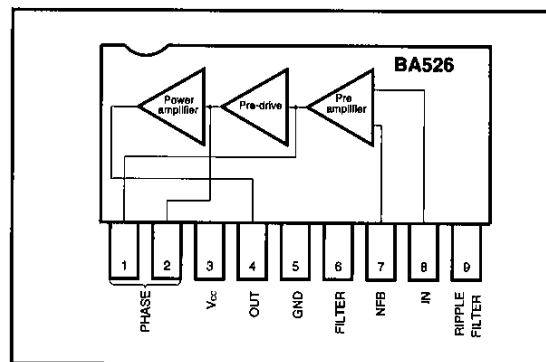 BA526
Power
amplifier
Pre-drive
Pre
amplifier
1
2
3
4
5
6
7
8
9
PHASE
Vcc
OUT
GND
FILTER
NFB
IN
RIPPLE
FILTER